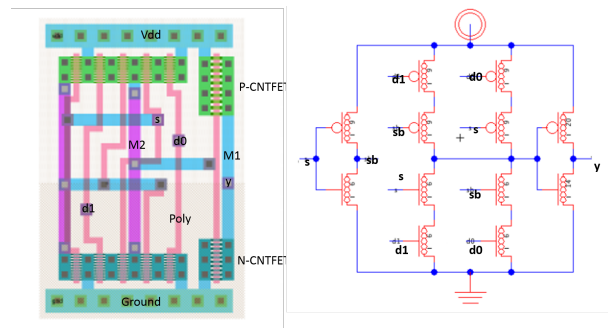 Vdd
P-CNTFET
s
d0
M2
M1
y
d1
Poly
N-CNTFET
Ground
d1
d0
sb
s
s
sb
y
s
sb
d1
d1
d0
d0